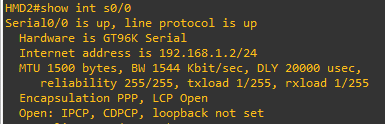 HMD2#show int s0/0
Serial0/0 is up, line protocol is up
Hardware is GT96K Serial
Internet address is 192.168.1.2/24
MTU 1500 bytes, BW 1544 Kbit/sec, DLY 20000 usec,
reliability 255/255, txload 1/255, rxload 1/255
Encapsulation PPP, LCP Open
Open: IPCP, CDPCP, loopback not set